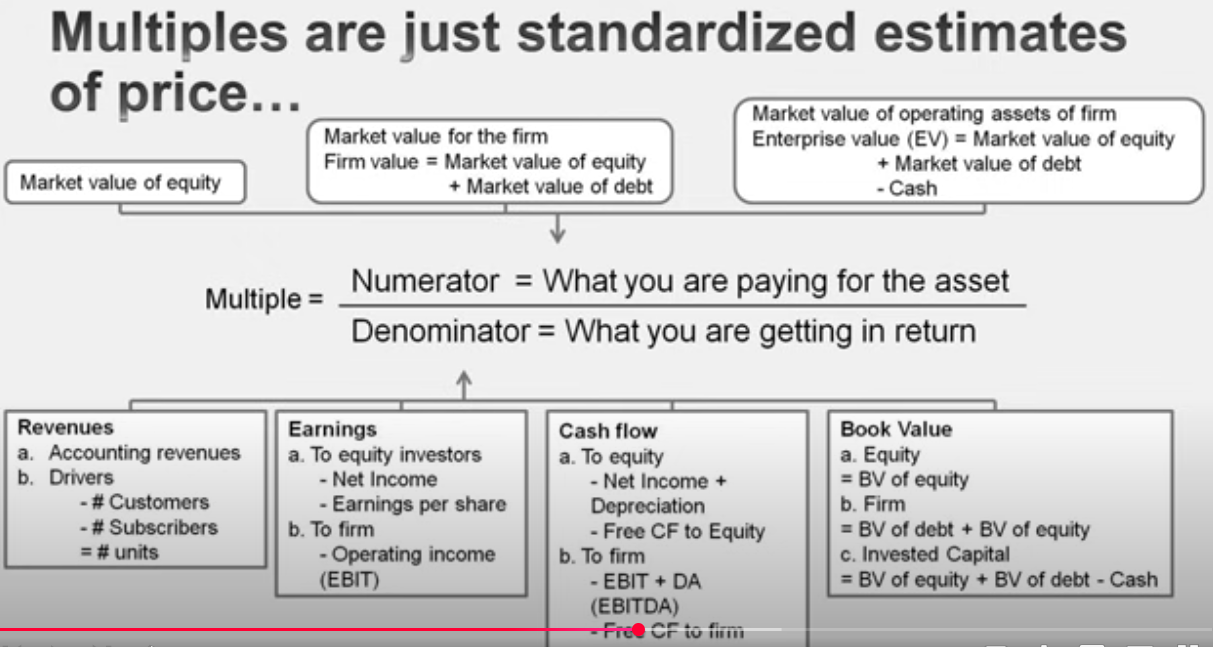 Multiples are just standardized estimates
of price...
Market value of equity
Market value for the firm
Firm value = Market value of equity
+ Market value of debt
Market value of operating assets of firm
Enterprise value (EV) = Market value of equity
+ Market value of debt
- Cash
Multiple =
Numerator = What you are paying for the asset
Denominator = What you are getting in return
Revenues
a. Accounting revenues
b. Drivers
- # Customers
- # Subscribers
= # units
Earnings
a. To equity investors
- Net Income
- Earnings per share
b. To firm
- Operating income
(EBIT)
Cash flow
a. To equity
- Net Income +
Depreciation
- Free CF to Equity
b. To firm
- EBIT + DA
(EBITDA)
- Free CF to firm
Book Value
a. Equity
= BV of equity
b. Firm
= BV of debt + BV of equity
c. Invested Capital
= BV of equity + BV of debt - Cash